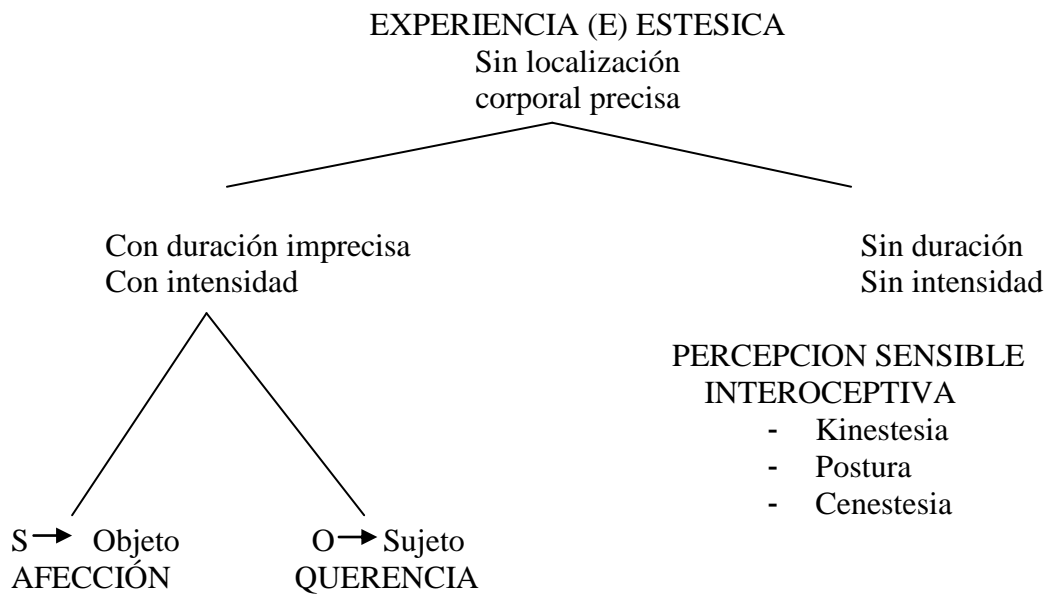 EXPERIENCIA (E) ESTESICA
Sin localización
corporal precisa
Con duración imprecisa
Con intensidad
Sin duración
Sin intensidad
PERCEPCION SENSIBLE
INTEROCEPTIVA
- Kinestesia
- Postura
- Cenestesia
S → Objeto
AFECCIÓN
O → Sujeto
QUERENCIA